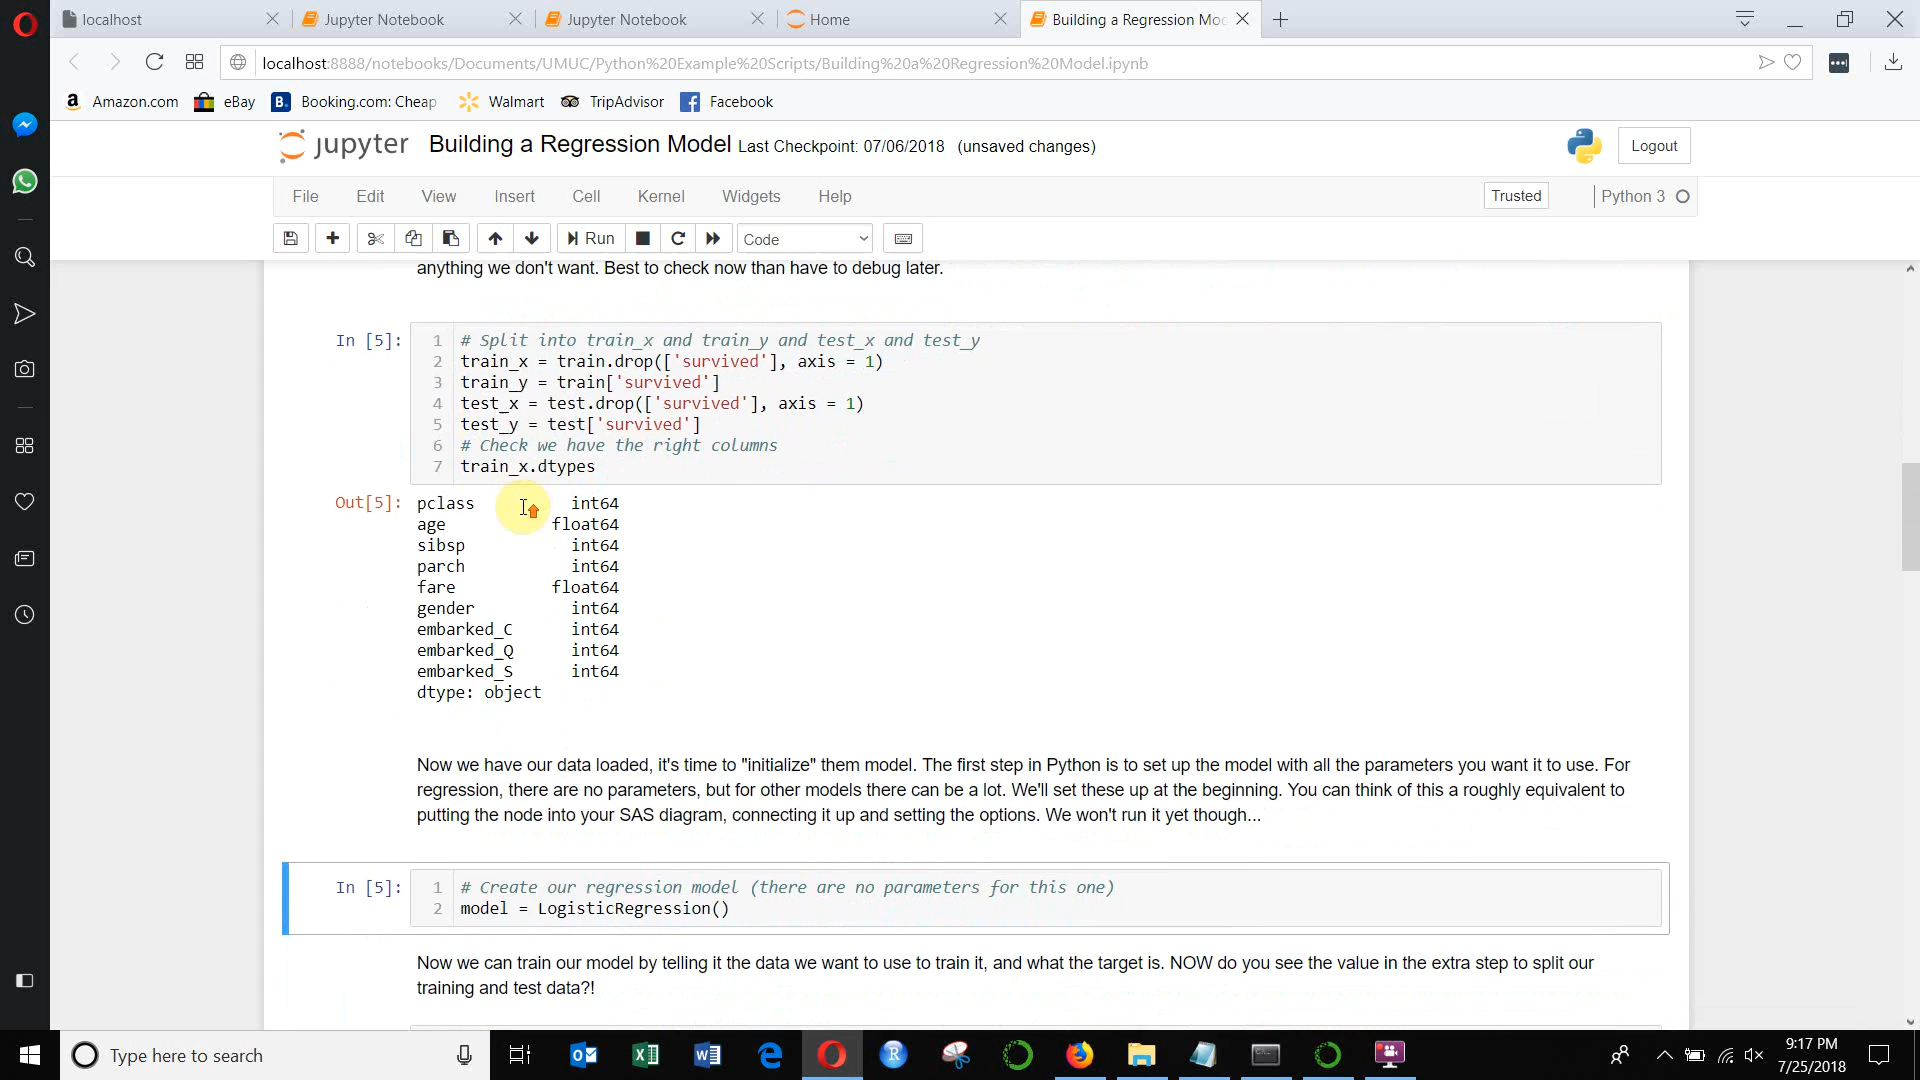 localhost
Jupyter Notebook
Jupyter Notebook
Home
Building a Regression Mod
localhost:8888/notebooks/Documents/UMUC/Python%20Example%20Scripts/Building%20a%20Regression%20Model.ipynb
Amazon.com
eBay
Booking.com: Cheap
Walmart
TripAdvisor
Facebook
jupyter Building a Regression Model Last Checkpoint: 07/06/2018 (unsaved changes)
Logout
File Edit View Insert Cell Kernel Widgets Help
Trusted
Python 3
Run
Code
anything we don't want. Best to check now than have to debug later.
In [5]:
1 # Split into train_x and train_y and test_x and test_y
2 train_x = train.drop(['survived'], axis = 1)
3 train_y = train['survived']
4 test_x = test.drop(['survived'], axis = 1)
5 test_y = test['survived']
6 # Check we have the right columns
7 train_x.dtypes
Out[5]:
pclass int64
age float64
sibsp int64
parch int64
fare float64
gender int64
embarked_C int64
embarked_Q int64
embarked_S int64
dtype: object
Now we have our data loaded, it's time to "initialize" them model. The first step in Python is to set up the model with all the parameters you want it to use. For
regression, there are no parameters, but for other models there can be a lot. We'll set these up at the beginning. You can think of this a roughly equivalent to
putting the node into your SAS diagram, connecting it up and setting the options. We won't run it yet though...
In [5]:
1 # Create our regression model (there are no parameters for this one)
2 model = LogisticRegression()
Now we can train our model by telling it the data we want to use to train it, and what the target is. NOW do you see the value in the extra step to split our
training and test data?!
Type here to search
9:17 PM
7/25/2018